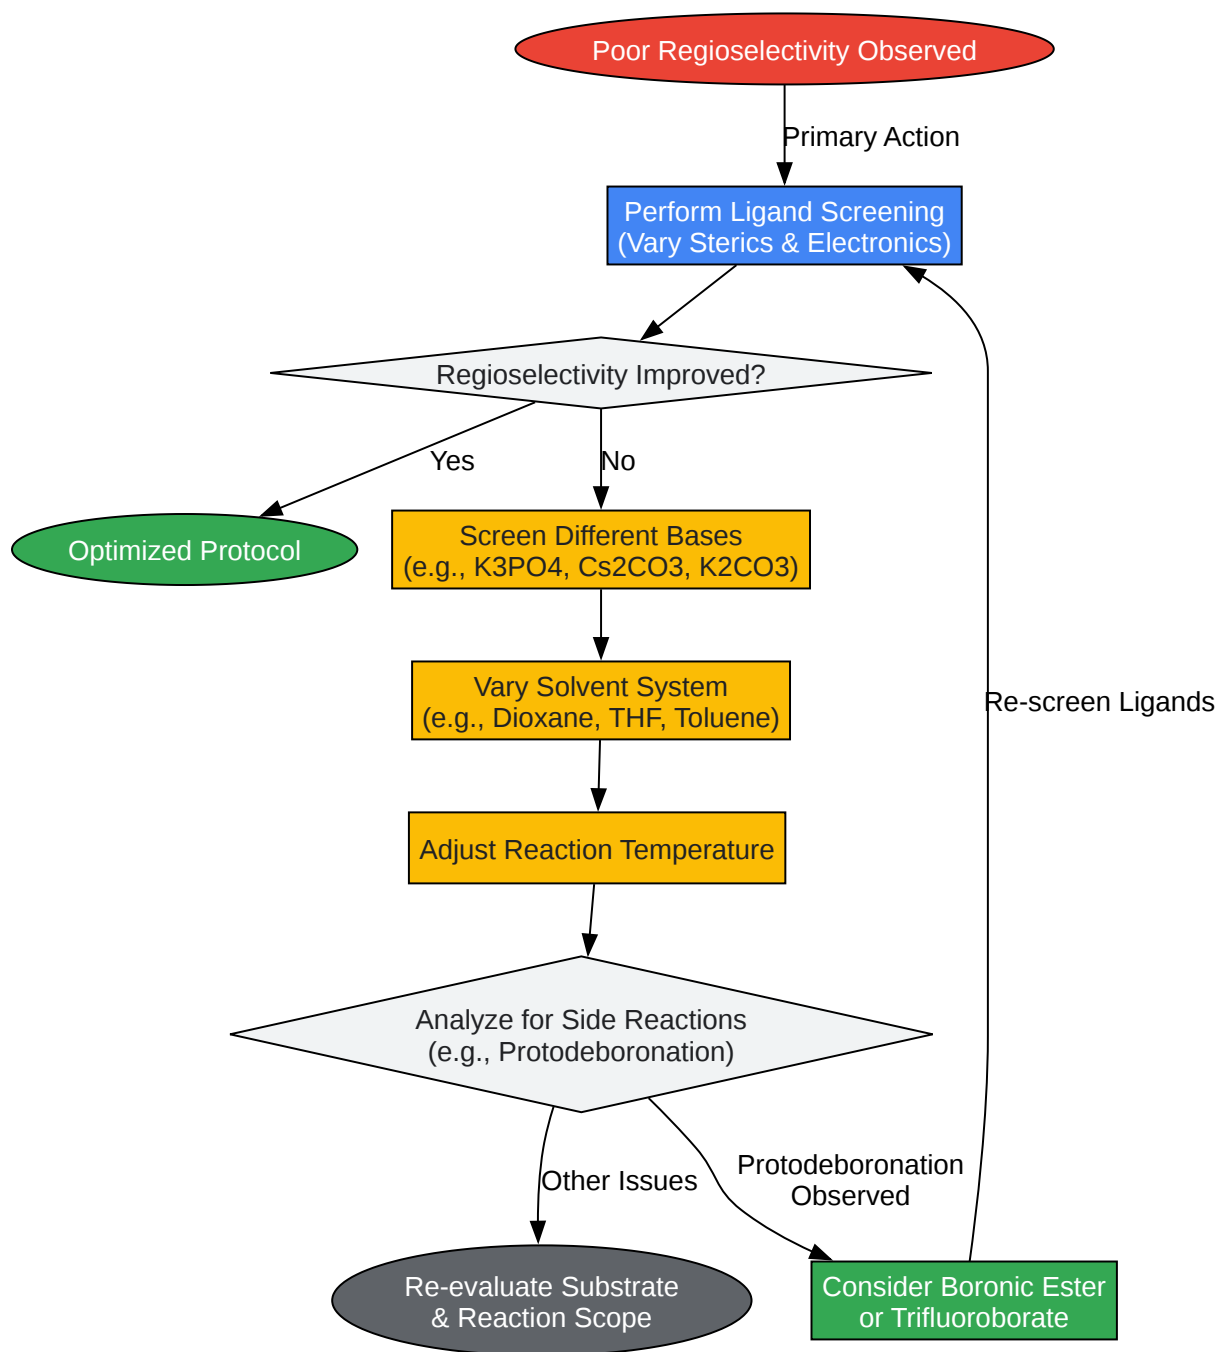 Poor Regioselectivity Observed
Primary Action
Perform Ligand Screening
(Vary Sterics & Electronics)
Regioselectivity Improved?
Yes
No
Optimized Protocol
Screen Different Bases
(e.g., K3PO4, Cs2CO3, K2CO3)
Vary Solvent System
(e.g., Dioxane, THF, Toluene)
Re-screen Ligands
Adjust Reaction Temperature
Analyze for Side Reactions
(e.g., Protodeboronation)
Other Issues
Protodeboronation
Observed
Re-evaluate Substrate
& Reaction Scope
Consider Boronic Ester
or Trifluoroborate